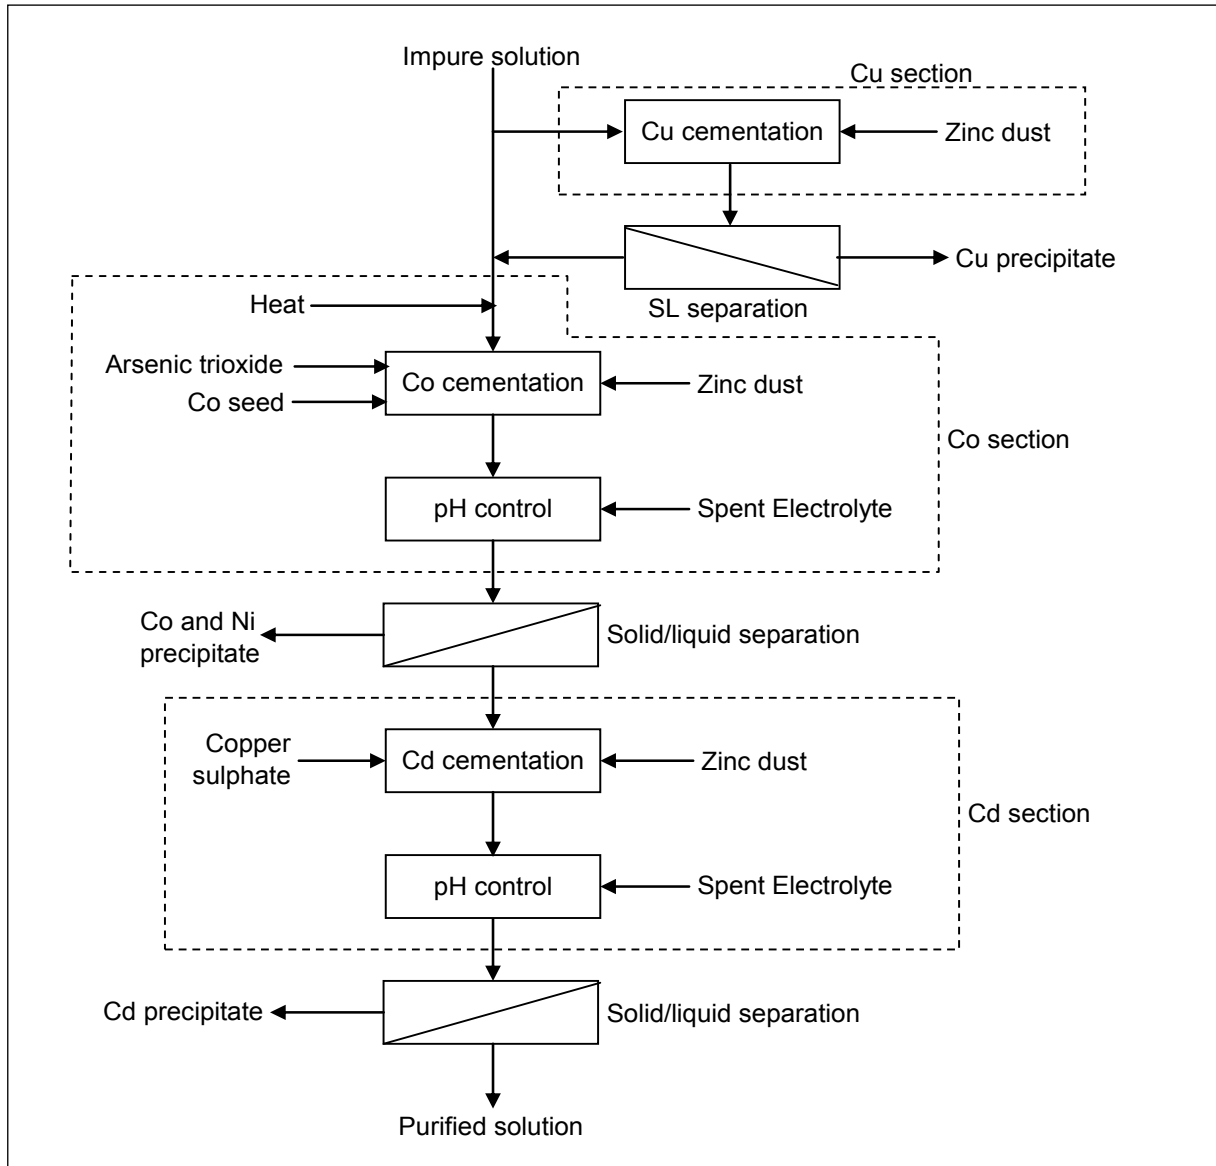 Impure solution
Cu section
Cu cementation
Zinc dust
Cu precipitate
SL separation
Heat
Arsenic trioxide
Co seed
Co cementation
Zinc dust
Co section
pH control
Spent Electrolyte
Co and Ni
precipitate
Solid/liquid separation
Copper
sulphate
Cd cementation
Zinc dust
Cd section
pH control
Spent Electrolyte
Cd precipitate
Solid/liquid separation
Purified solution